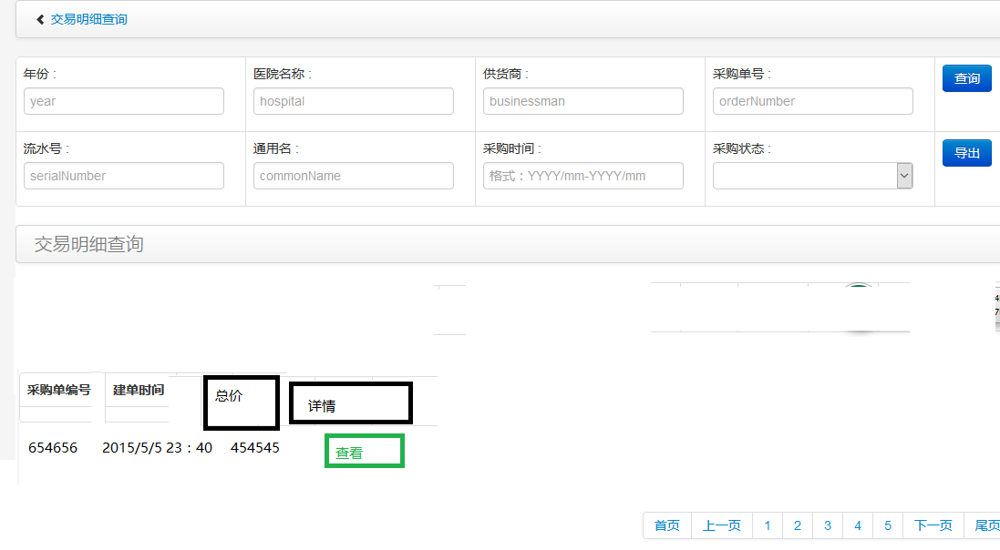 交易明细查询
年份 : 医院名称 : 供货商 : 采购单号 : 查询
year hospital businessman orderNumber
流水号 : 通用名 : 采购时间 : 采购状态 : 导出
serialNumber commonName 格式：YYYY/mm-YYYY/mm
交易明细查询
采购单编号 建单时间 总价 详情
654656 2015/5/5 23：40 454545 查看
首页 上一页 1 2 3 4 5 下一页 尾页